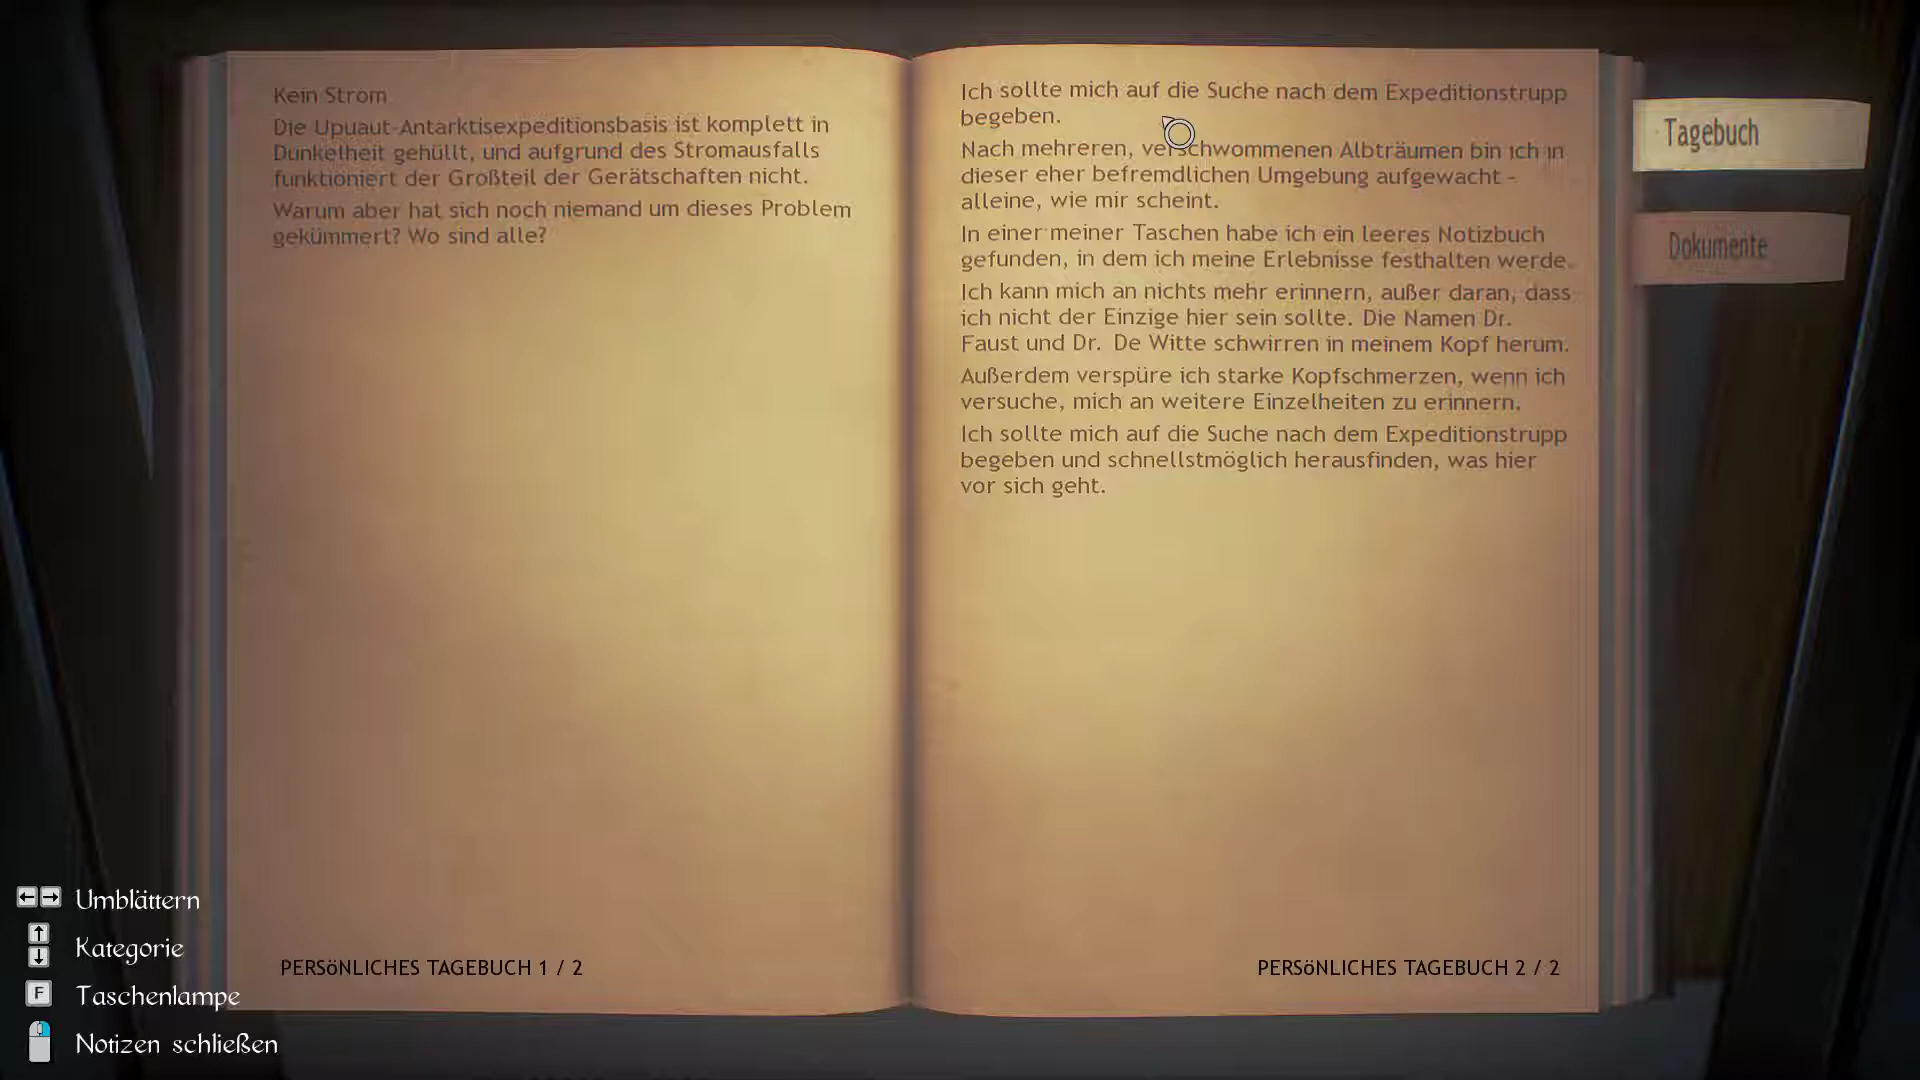 Kein Strom
Die Upuaut-Antarktisexpeditionsbasis ist komplett in
Dunkelheit gehüllt, und aufgrund des Stromausfalls
funktioniert der Großteil der Gerätschaften nicht.
Warum aber hat sich noch niemand um dieses Problem
gekümmert? Wo sind alle?
PERSöNLICHES TAGEBUCH 1 / 2
Ich sollte mich auf die Suche nach dem Expeditionstrupp
begeben.
Nach mehreren, verschwommenen Albträumen bin ich in
dieser eher befremdlichen Umgebung aufgewacht -
alleine, wie mir scheint.
In einer meiner Taschen habe ich ein leeres Notizbuch
gefunden, in dem ich meine Erlebnisse festhalten werde.
Ich kann mich an nichts mehr erinnern, außer daran, dass
ich nicht der Einzige hier sein sollte. Die Namen Dr.
Faust und Dr. De Witte schwirren in meinem Kopf herum.
Außerdem verspüre ich starke Kopfschmerzen, wenn ich
versuche, mich an weitere Einzelheiten zu erinnern.
Ich sollte mich auf die Suche nach dem Expeditionstrupp
begeben und schnellstmöglich herausfinden, was hier
vor sich geht.
PERSöNLICHES TAGEBUCH 2 / 2
Tagebuch
Dokumente
Umblättern
Kategorie
F Taschenlampe
Notizen schließen